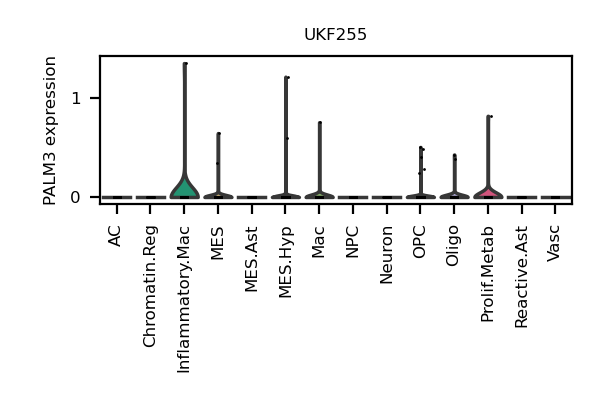 UKF255
PALM3 expression
1
0
AC
Chromatin.Reg
Inflammatory.Mac
MES
MES.Ast
MES.Hyp
Mac
NPC
Neuron
OPC
Oligo
Prolif.Metab
Reactive.Ast
Vasc